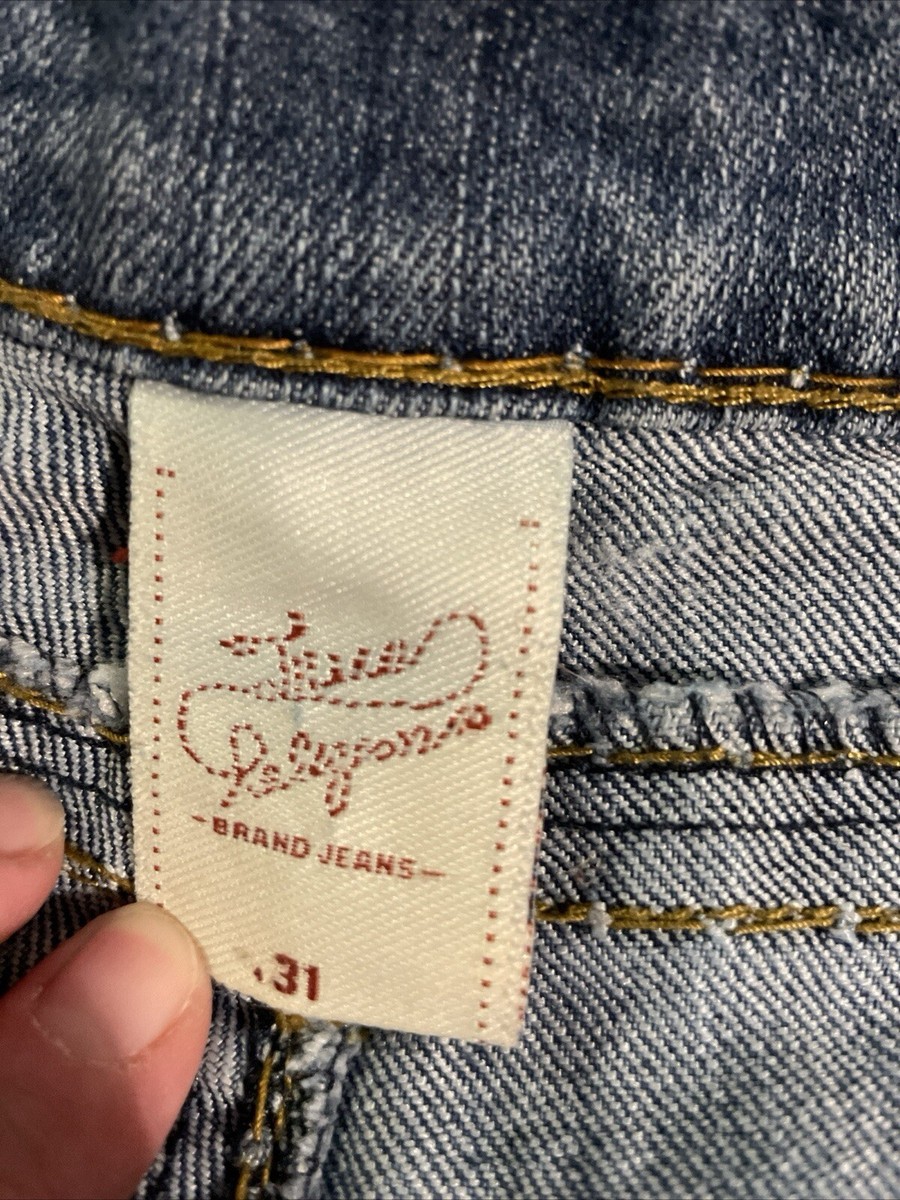 True
Religion
-BRAND JEANS-
31